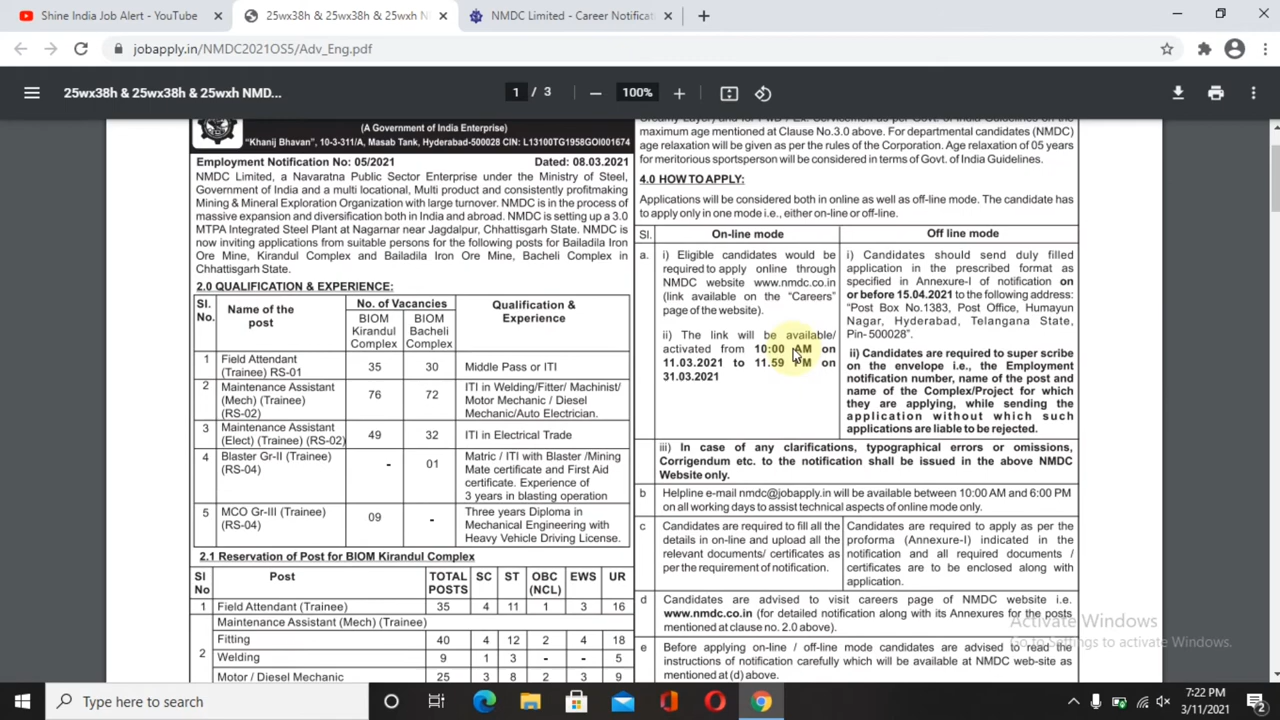 Shine India Job Alert - YouTube
25wx38h & 25wx38h & 25wxh N
NMDC Limited - Career Notificat
jobapply.in/NMDC2021OS5/Adv_Eng.pdf
25wx38h & 25wx38h & 25wxh NMD...
1 / 3
100%
(A Government of India Enterprise)
"Khanij Bhavan", 10-3-311/A, Masab Tank, Hyderabad-500028 CIN: L13100TG1958GOI001674
Employment Notification No: 05/2021 Dated: 08.03.2021
NMDC Limited, a Navaratna Public Sector Enterprise under the Ministry of Steel,
Government of India and a multi locational, Multi product and consistently profitmaking
Mining & Mineral Exploration Organization with large turnover. NMDC is in the process of
massive expansion and diversification both in India and abroad. NMDC is setting up a 3.0
MTPA Integrated Steel Plant at Nagarnar near Jagdalpur, Chhattisgarh State. NMDC is
now inviting applications from suitable persons for the following posts for Bailadila Iron
Ore Mine, Kirandul Complex and Bailadila Iron Ore Mine, Bacheli Complex in
Chhattisgarh State.
2.0 QUALIFICATION & EXPERIENCE:
Sl. No. Name of the post No. of Vacancies Qualification & Experience
BIOM Kirandul Complex BIOM Bacheli Complex
1 Field Attendant (Trainee) RS-01 35 30 Middle Pass or ITI
2 Maintenance Assistant (Mech) (Trainee) (RS-02) 76 72 ITI in Welding/Fitter/ Machinist/ Motor Mechanic / Diesel Mechanic/Auto Electrician.
3 Maintenance Assistant (Elect) (Trainee) (RS-02) 49 32 ITI in Electrical Trade
4 Blaster Gr-II (Trainee) (RS-04) - 01 Matric / ITI with Blaster /Mining Mate certificate and First Aid certificate. Experience of 3 years in blasting operation
5 MCO Gr-III (Trainee) (RS-04) 09 - Three years Diploma in Mechanical Engineering with Heavy Vehicle Driving License.
2.1 Reservation of Post for BIOM Kirandul Complex
Sl No Post TOTAL POSTS SC ST OBC (NCL) EWS UR
1 Field Attendant (Trainee) 35 4 11 1 3 16
2 Maintenance Assistant (Mech) (Trainee)
Fitting 40 4 12 2 4 18
Welding 9 1 3 - - 5
Motor / Diesel Mechanic 25 3 8 2 3 9
maximum age mentioned at Clause No.3.0 above. For departmental candidates (NMDC)
age relaxation will be given as per the rules of the Corporation. Age relaxation of 05 years
for meritorious sportsperson will be considered in terms of Govt. of India Guidelines.
4.0 HOW TO APPLY:
Applications will be considered both in online as well as off-line mode. The candidate has
to apply only in one mode i.e., either on-line or off-line.
Sl. On-line mode Off line mode
a. i) Eligible candidates would be
required to apply online through
NMDC website www.nmdc.co.in
(link available on the "Careers"
page of the website).
ii) The link will be available/
activated from 10:00 AM on
11.03.2021 to 11.59 PM on
31.03.2021
i) Candidates should send duly filled
application in the prescribed format as
specified in Annexure-I of notification on
or before 15.04.2021 to the following address:
"Post Box No.1383, Post Office, Humayun
Nagar, Hyderabad, Telangana State,
Pin- 500028".
ii) Candidates are required to super scribe
on the envelope i.e., the Employment
notification number, name of the post and
name of the Complex/Project for which
they are applying, while sending the
application without which such
applications are liable to be rejected.
iii) In case of any clarifications, typographical errors or omissions,
Corrigendum etc. to the notification shall be issued in the above NMDC
Website only.
b Helpline e-mail nmdc@jobapply.in will be available between 10:00 AM and 6:00 PM
on all working days to assist technical aspects of online mode only.
c Candidates are required to fill all the
details in on-line and upload all the
relevant documents/ certificates as
per the requirement of notification.
Candidates are required to apply as per the
proforma (Annexure-I) indicated in the
notification and all required documents /
certificates are to be enclosed along with
application.
d Candidates are advised to visit careers page of NMDC website i.e.
www.nmdc.co.in (for detailed notification along with its Annexures for the posts
mentioned at clause no. 2.0 above).
e Before applying on-line / off-line mode candidates are advised to read the
instructions of notification carefully which will be available at NMDC web-site as
mentioned at (d) above.
Activate Windows
Go to Settings to activate Windows.
Type here to search
7:22 PM
3/11/2021
2